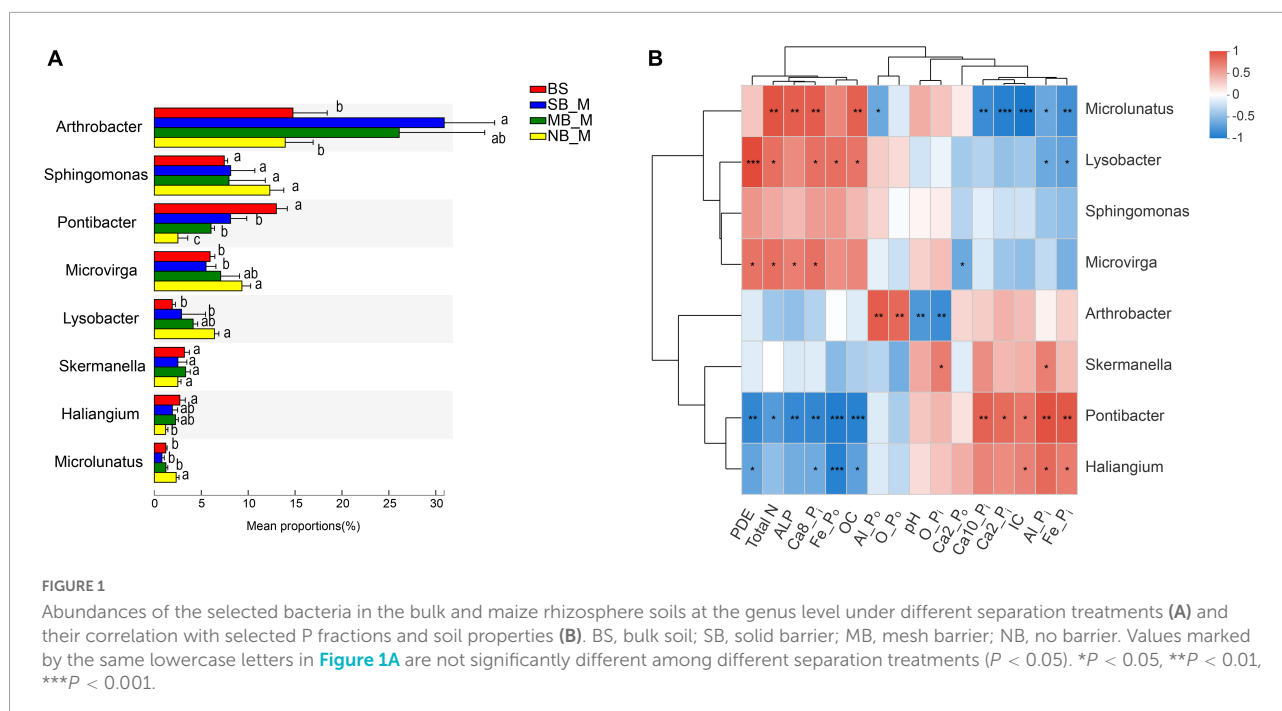 A
BS
SB_M
MB_M
NB_M
Arthrobacter
b
a
ab
b
Sphingomonas
a
a
a
a
Pontibacter
a
b
b
c
Microvirga
b
b
ab
a
Lysobacter
b
b
ab
a
Skermanella
a
a
a
a
Haliangium
a
ab
ab
b
Microlunatus
b
b
b
a
0 5 10 15 20 25 30
Mean proportions(%)
B
1
0.5
0
-0.5
-1
** ** ** ** * ** *** *** * ** Microlunatus
*** * * * * * * Lysobacter
Sphingomonas
* * * * * Microvirga
** ** ** ** Arthrobacter
* * Skermanella
** * ** ** *** *** ** * * ** ** Pontibacter
* * *** * * * * Haliangium
PDE Total N ALP Ca8_Pi Fe_Po OC Al_Po O_Po pH O_Pi Ca2_Po Ca10_Pi Ca2_Pi IC Al_Pi Fe_Pi
FIGURE 1
Abundances of the selected bacteria in the bulk and maize rhizosphere soils at the genus level under different separation treatments (A) and
their correlation with selected P fractions and soil properties (B). BS, bulk soil; SB, solid barrier; MB, mesh barrier; NB, no barrier. Values marked
by the same lowercase letters in Figure 1A are not significantly different among different separation treatments (P < 0.05). *P < 0.05, **P < 0.01,
***P < 0.001.